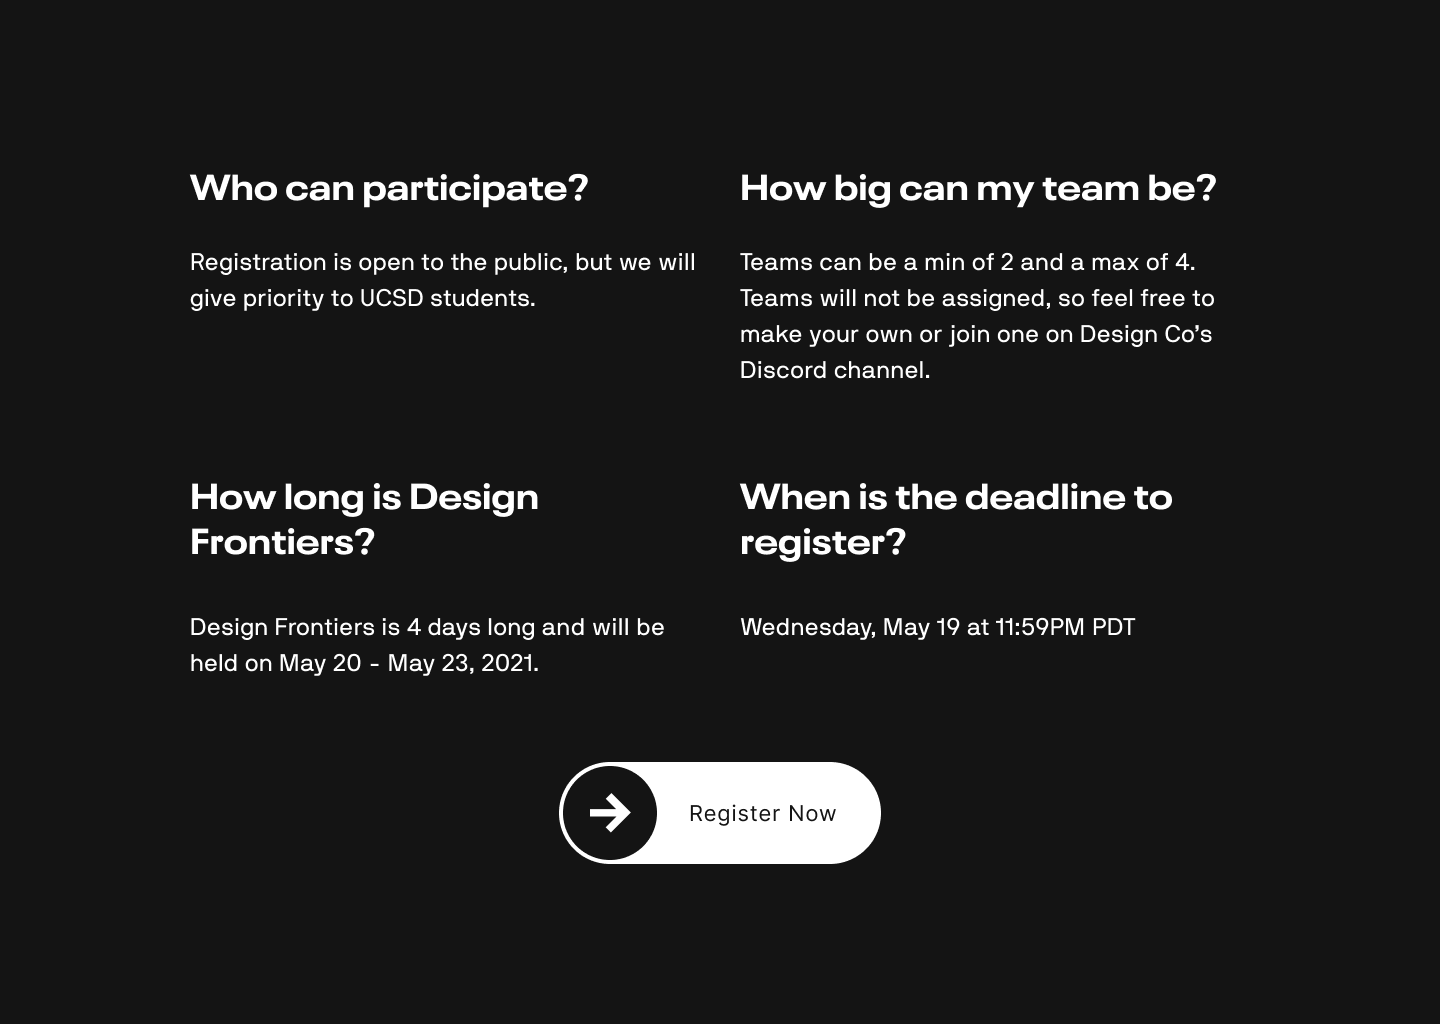 Who can participate?
Registration is open to the public, but we will
give priority to UCSD students.
How big can my team be?
Teams can be a min of 2 and a max of 4.
Teams will not be assigned, so feel free to
make your own or join one on Design Co’s
Discord channel.
How long is Design
Frontiers?
Design Frontiers is 4 days long and will be
held on May 20 - May 23, 2021.
When is the deadline to
register?
Wednesday, May 19 at 11:59PM PDT
Register Now